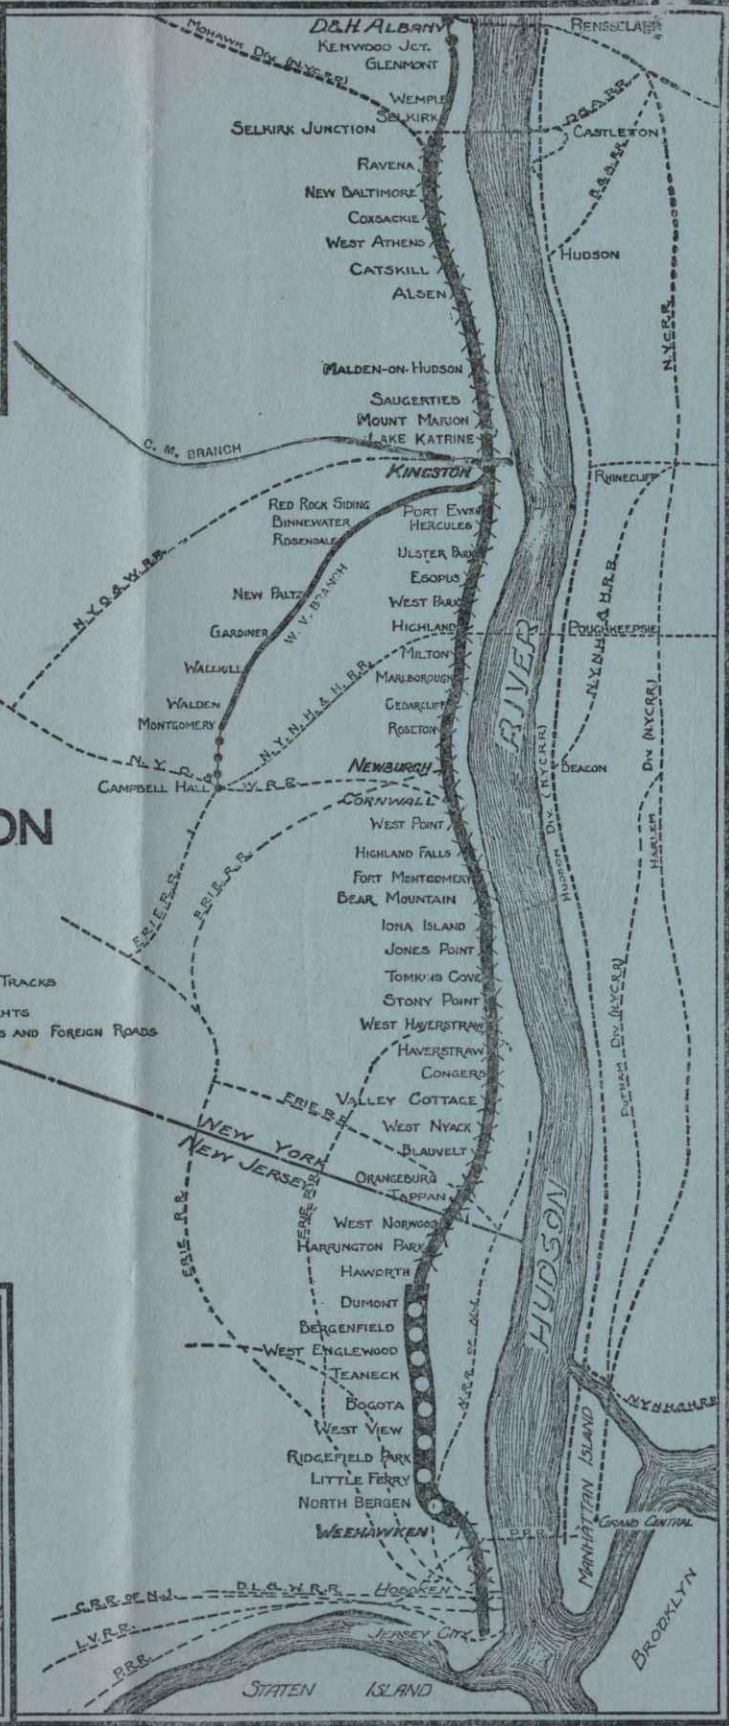 D&H. ALBANY
RENSSELAER
KENWOOD JCT.
MOHAWK DIV. (N.Y.C.R.R)
GLENMONT
WEMPLE
SELKIRK
SELKIRK JUNCTION
B.&A.R.R.
CASTLETON
RAVENA
B.&A.R.R.
NEW BALTIMORE
COXSACKIE
WEST ATHENS
HUDSON
CATSKILL
ALSEN
N.Y.C.R.R.
MALDEN-ON-HUDSON
SAUGERTIES
MOUNT MARION
LAKE KATRINE
C. M. BRANCH
KINGSTON
RHINECLIFF
RED ROCK SIDING
PORT EWEN
BINNEWATER
HERCULES
ROSENDALE
ULSTER PARK
N.Y.O.&W.R.R.
ESOPUS
NEW PALTZ
W. V. BRANCH
WEST PARK
N.Y.N.H. & H.R.R.
GARDINER
HIGHLAND
POUGHKEEPSIE
MILTON
WALLKILL
MARLBOROUGH
RIVER
WALDEN
CEDARCLIFF
MONTGOMERY
ROSETON
N.Y.N.H.& H.R.R.
N.Y.O.& W.R.R.
NEWBURGH
BEACON
CAMPBELL HALL
CORNWALL
HUDSON DIV. (N.Y.C.R.R)
HARLEM DIV (N.Y.C.R.R)
ON
WEST POINT
HIGHLAND FALLS
ERIE R.R.
ERIE R.R.
FORT MONTGOMERY
BEAR MOUNTAIN
IONA ISLAND
JONES POINT
TRACKS
TOMKINS COVE
STONY POINT
HTS
S AND FOREIGN ROADS
WEST HAVERSTRAW
PUTNAM DIV (N.Y.C.R.R)
HAVERSTRAW
CONGERS
ERIE R.R.
VALLEY COTTAGE
NEW YORK
WEST NYACK
NEW JERSEY
BLAUVELT
ORANGEBURG
TAPPAN
ERIE R.R.
ERIE R.R.
WEST NORWOOD
HARRINGTON PARK
HAWORTH
HUDSON
DUMONT
BERGENFIELD
WEST ENGLEWOOD
N.R.R. OF N.J.
TEANECK
N.Y.N.H.&H.R.R.
BOGOTA
WEST VIEW
RIDGEFIELD PARK
LITTLE FERRY
MANHATTAN ISLAND
NORTH BERGEN
GRAND CENTRAL
WEEHAWKEN
P.R.R.
HOBOKEN
C.R.R. OF N.J.
D.L.& W.R.R
BROOKLYN
L.V.R.R.
JERSEY CITY
P.R.R.
STATEN ISLAND